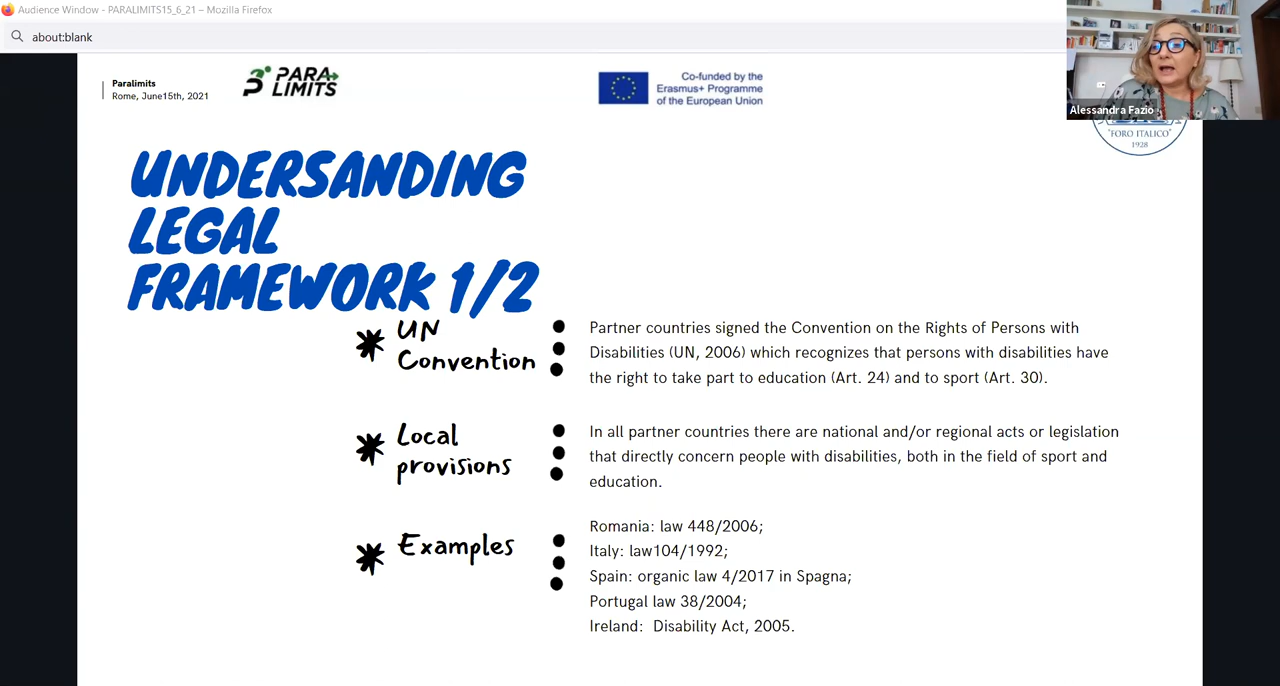 Audience Window - PARALIMITS15_6_21 – Mozilla Firefox
about:blank
Alessandra Fazio
Paralimits
Rome, June15th, 2021
PARA
LIMITS
Co-funded by the
Erasmus+ Programme
of the European Union
"FORO ITALICO"
1928
UNDERSANDING
LEGAL
FRAMEWORK 1/2
UN
Convention
Partner countries signed the Convention on the Rights of Persons with
Disabilities (UN, 2006) which recognizes that persons with disabilities have
the right to take part to education (Art. 24) and to sport (Art. 30).
Local
provisions
In all partner countries there are national and/or regional acts or legislation
that directly concern people with disabilities, both in the field of sport and
education.
Examples
Romania: law 448/2006;
Italy: law104/1992;
Spain: organic law 4/2017 in Spagna;
Portugal law 38/2004;
Ireland: Disability Act, 2005.